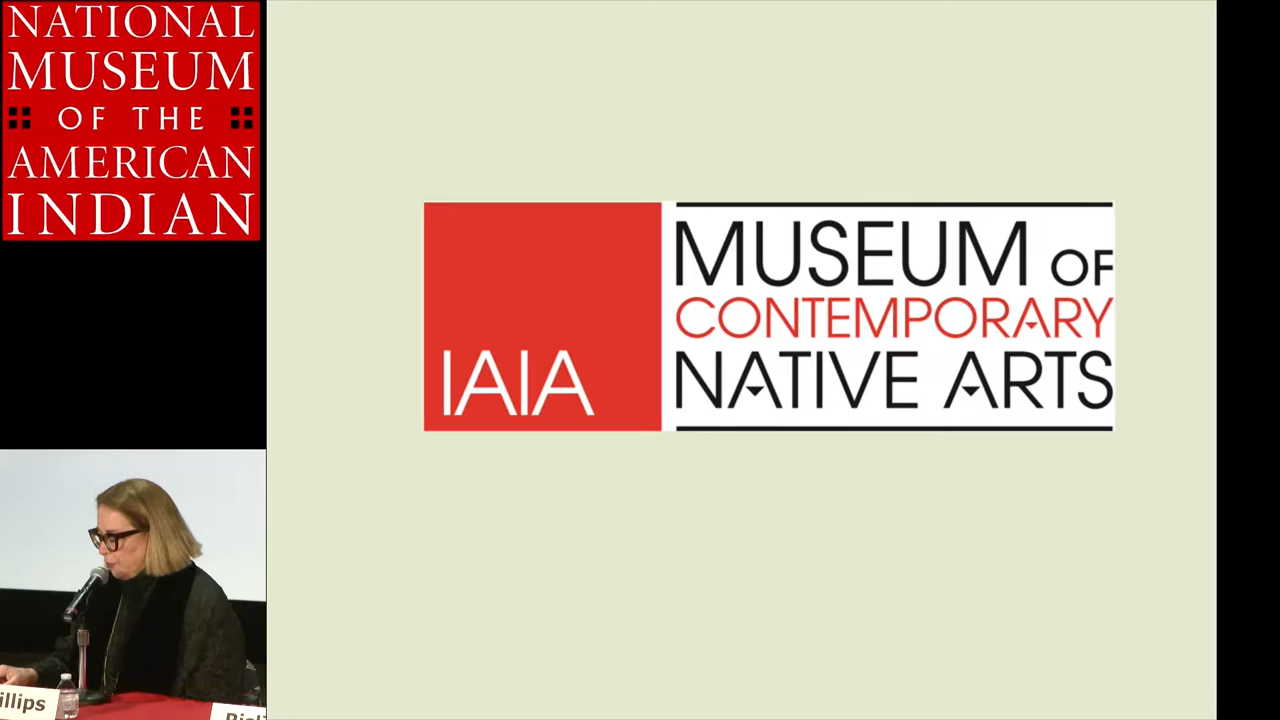 NATIONAL
MUSEUM
OF THE
AMERICAN
INDIAN
IAIA
MUSEUM OF
CONTEMPORARY
NATIVE ARTS
illips